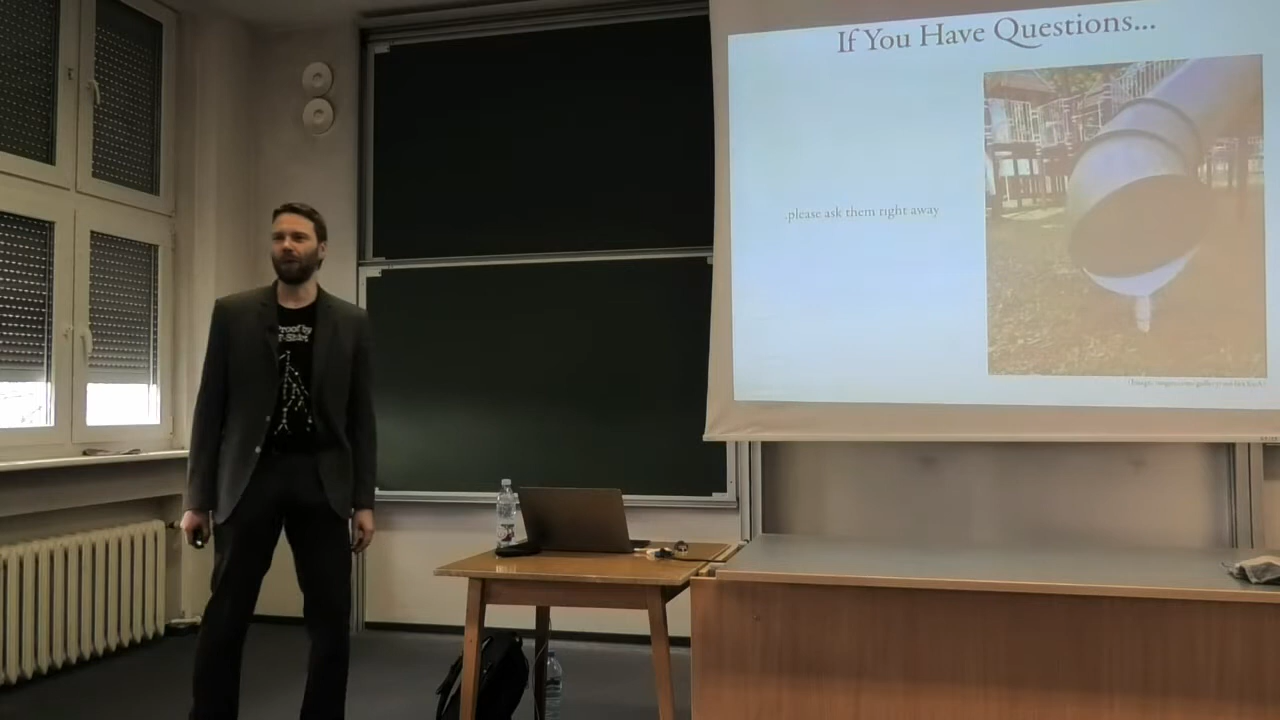 If You Have Questions...
.please ask them right away
Proof by
T-Shirt